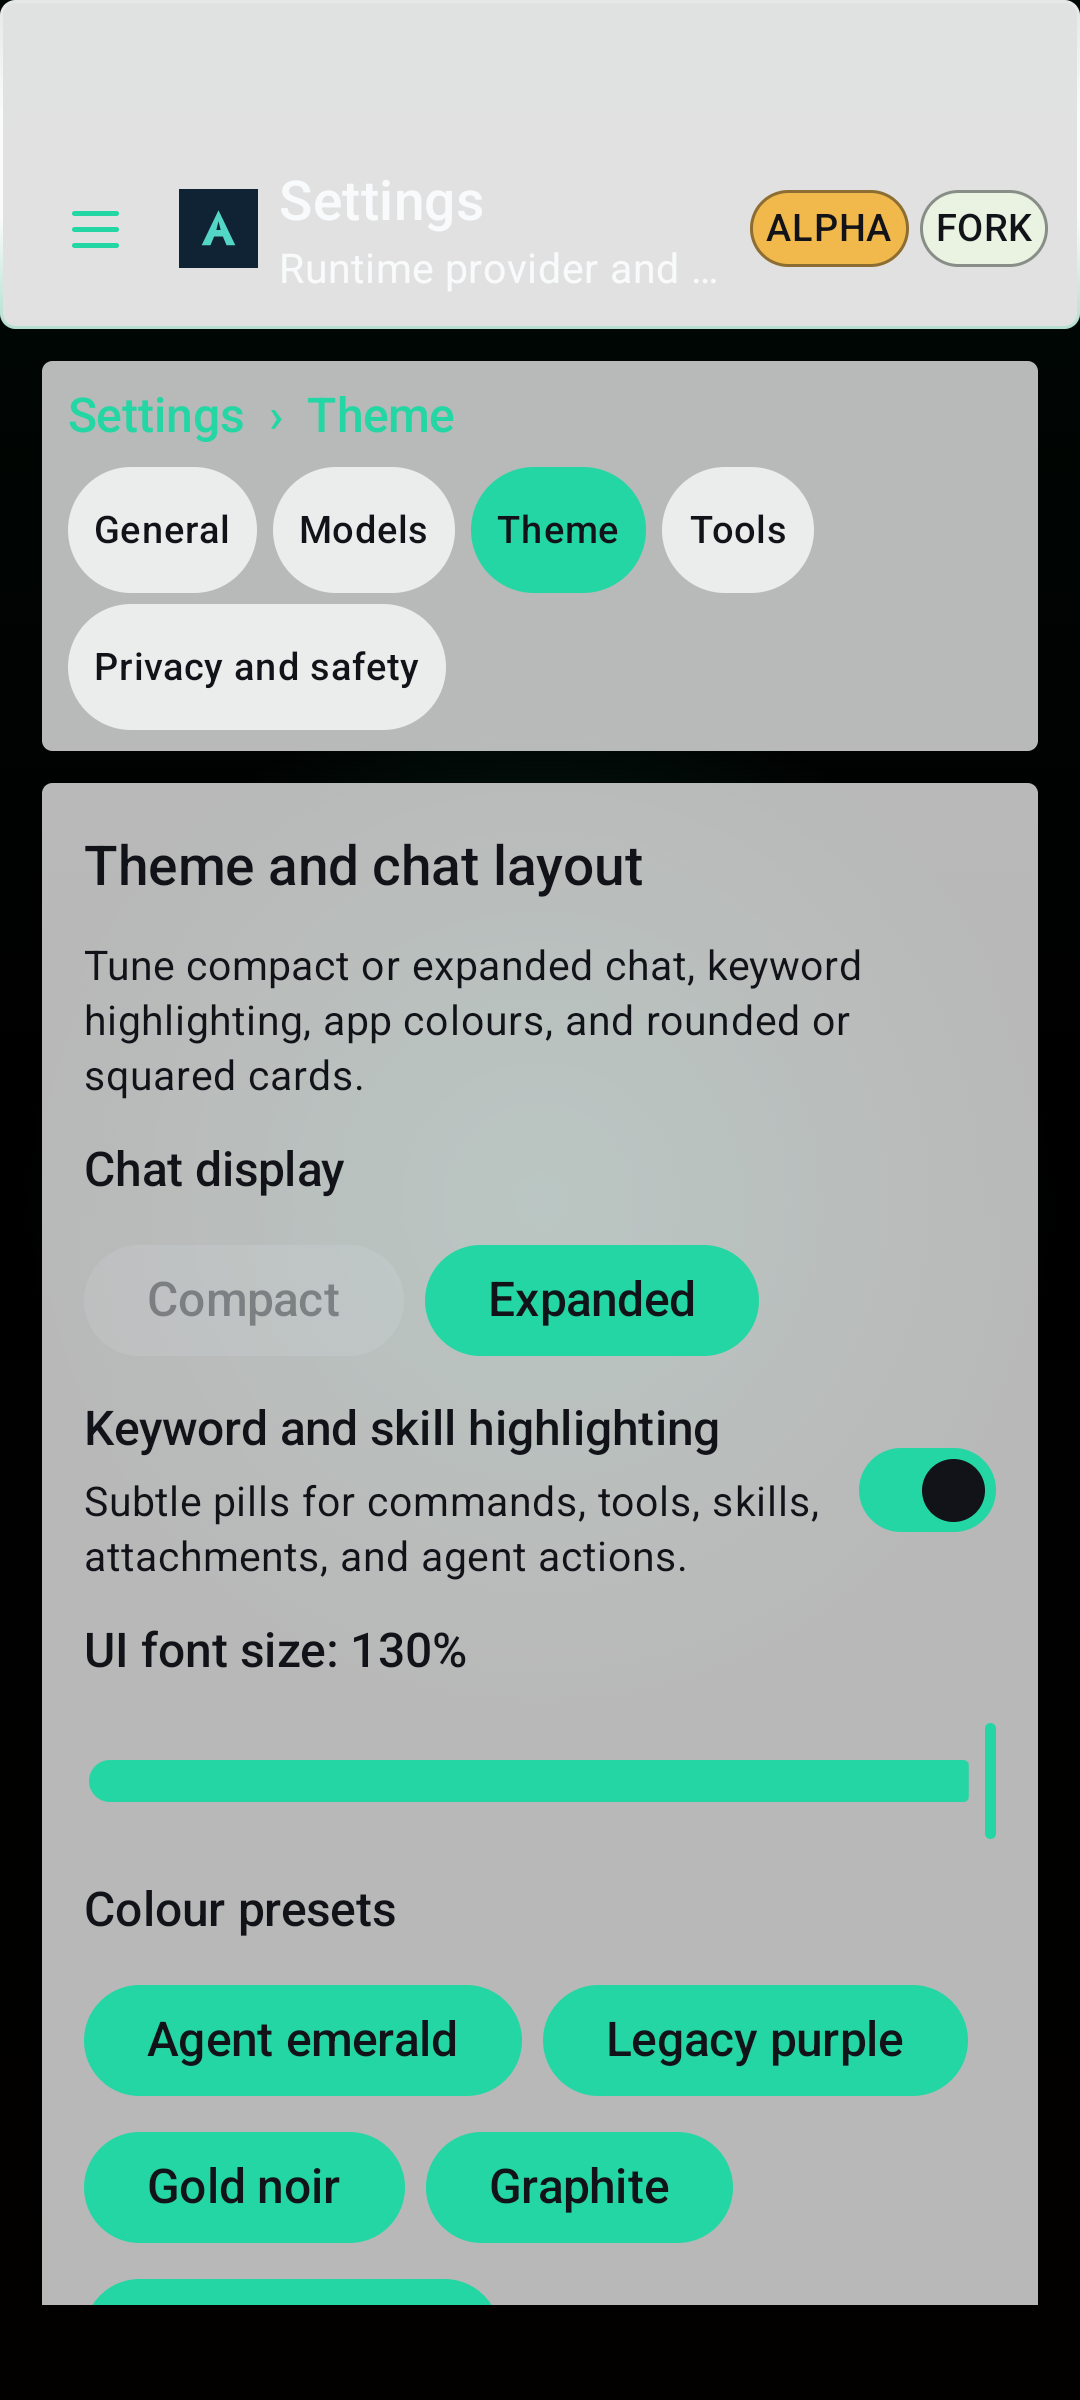 Settings
Runtime provider and ...
ALPHA
FORK
Settings › Theme
General
Models
Theme
Tools
Privacy and safety
Theme and chat layout
Tune compact or expanded chat, keyword
highlighting, app colours, and rounded or
squared cards.
Chat display
Compact
Expanded
Keyword and skill highlighting
Subtle pills for commands, tools, skills,
attachments, and agent actions.
UI font size: 130%
Colour presets
Agent emerald
Legacy purple
Gold noir
Graphite